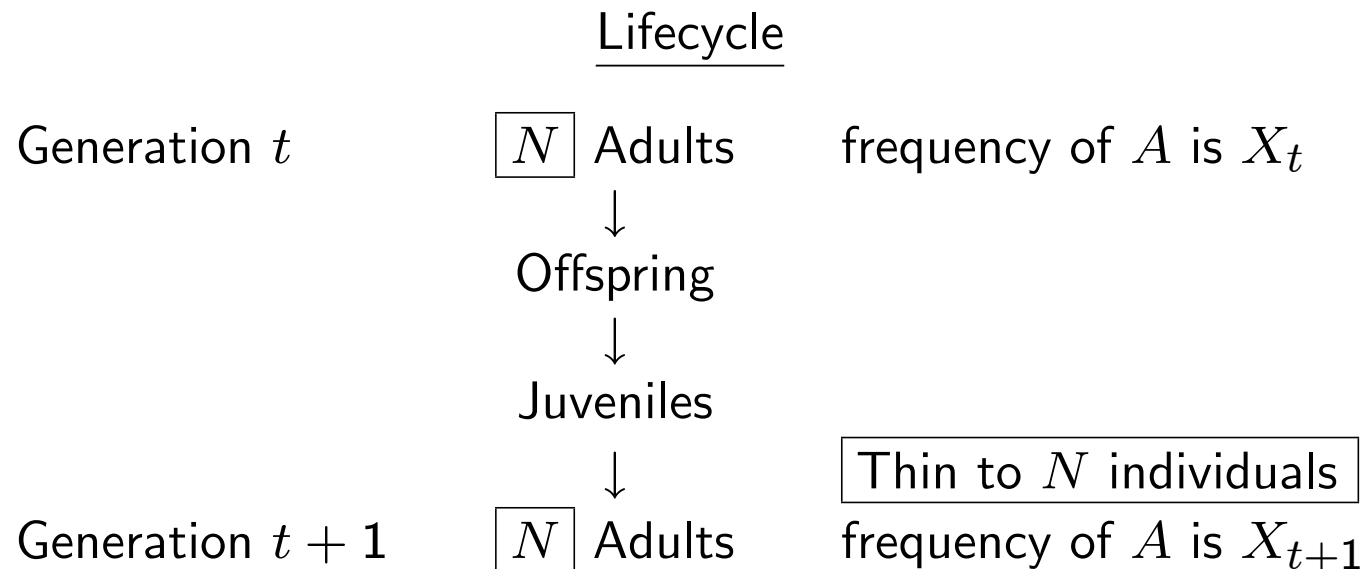 Lifecycle
Generation t N Adults frequency of A is X_t
↓
Offspring
↓
Juveniles
↓ Thin to N individuals
Generation t + 1 N Adults frequency of A is X_{t+1}